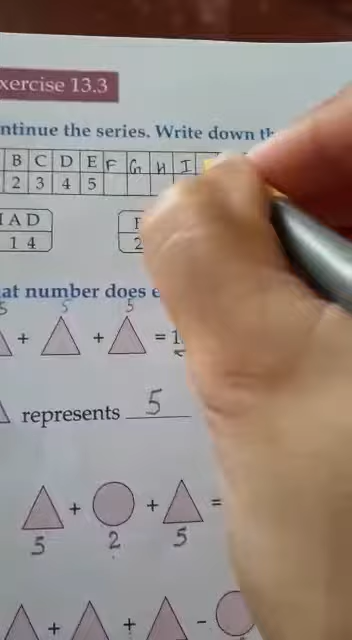 xercise 13.3
ntinue the series. Write down th
B C D E F G H I
2 3 4 5
A D
1 4
2
at number does e
5 5 5
+ + = 1
represents 5
+ + =
5 2 5
+ + -